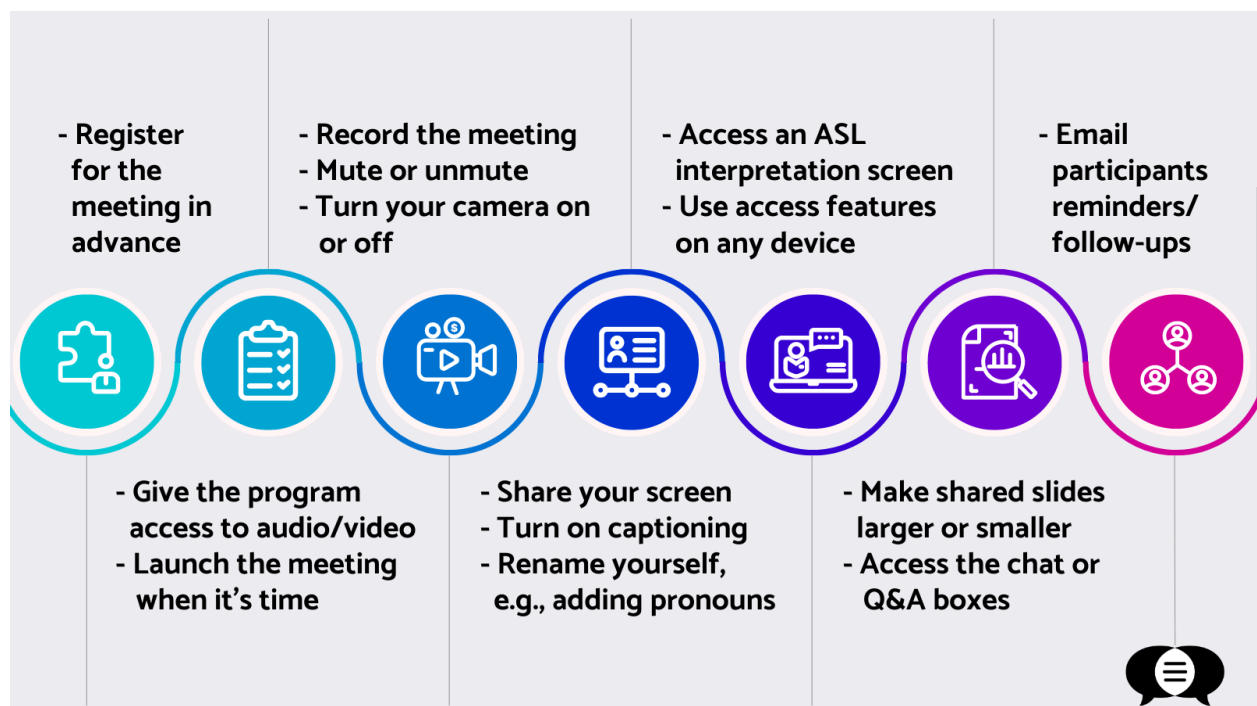 - Register
for the
meeting in
advance
- Give the program
access to audio/video
- Launch the meeting
when it's time
- Record the meeting
- Mute or unmute
- Turn your camera on
or off
- Share your screen
- Turn on captioning
- Rename yourself,
e.g., adding pronouns
- Access an ASL
interpretation screen
- Use access features
on any device
- Make shared slides
larger or smaller
- Access the chat or
Q&A boxes
- Email
participants
reminders/
follow-ups